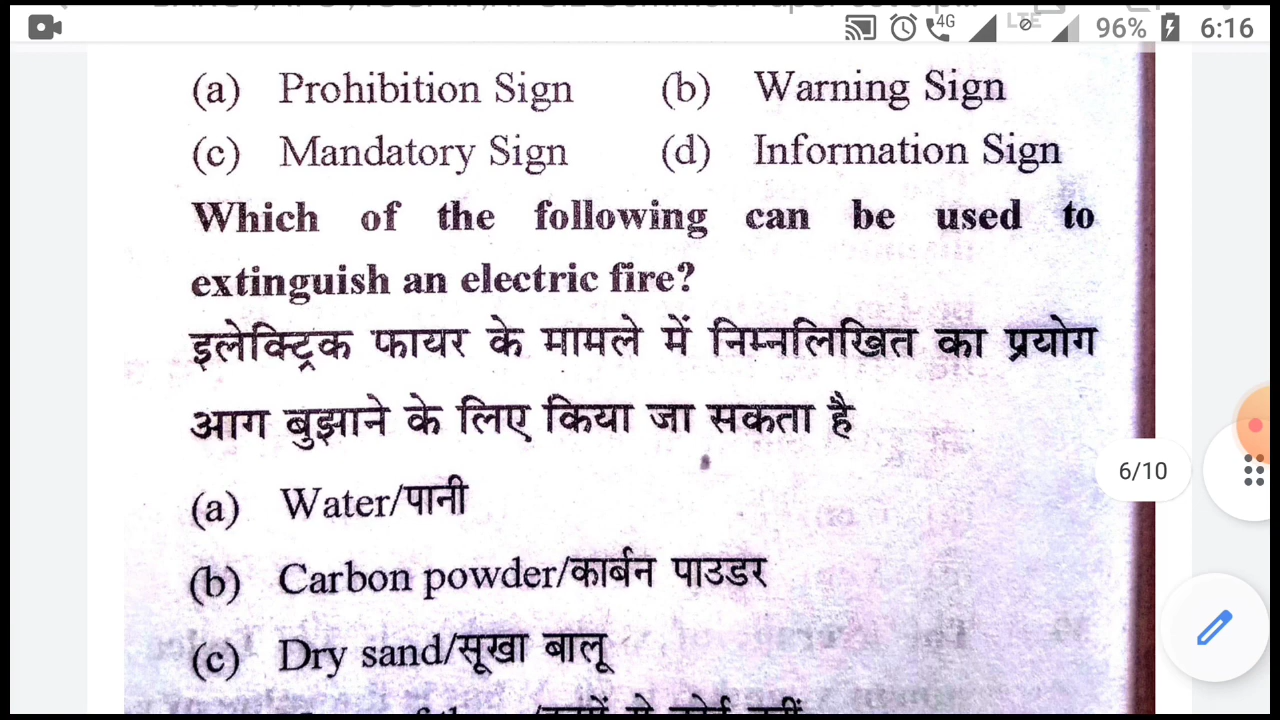 4G
LTE
96%
6:16
(a) Prohibition Sign (b) Warning Sign
(c) Mandatory Sign (d) Information Sign
Which of the following can be used to
extinguish an electric fire?
इलेक्ट्रिक फायर के मामले में निम्नलिखित का प्रयोग
आग बुझाने के लिए किया जा सकता है
6/10
(a) Water/पानी
(b) Carbon powder/कार्बन पाउडर
(c) Dry sand/सूखा बालू